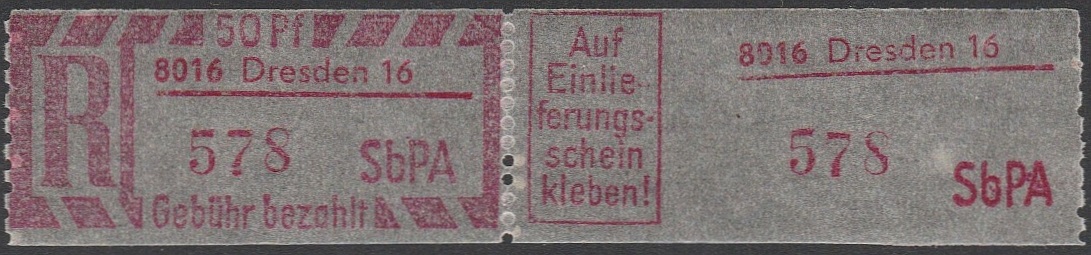 50 Pf
R
8016 Dresden 16
578 SbPA
Gebühr bezahlt
Auf
Einlie-
ferungs-
schein
kleben!
8016 Dresden 16
578
SbPA